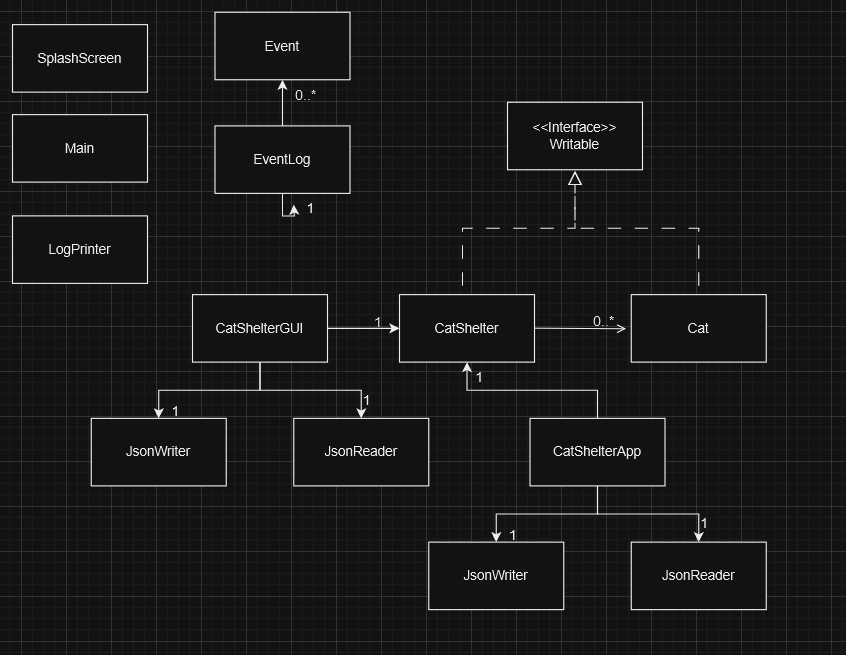 Event
SplashScreen
0..*
<<Interface>>
Writable
Main
EventLog
1
LogPrinter
CatShelterGUI
1
CatShelter
0..*
Cat
1
1
1
JsonWriter
JsonReader
CatShelterApp
1
1
JsonWriter
JsonReader